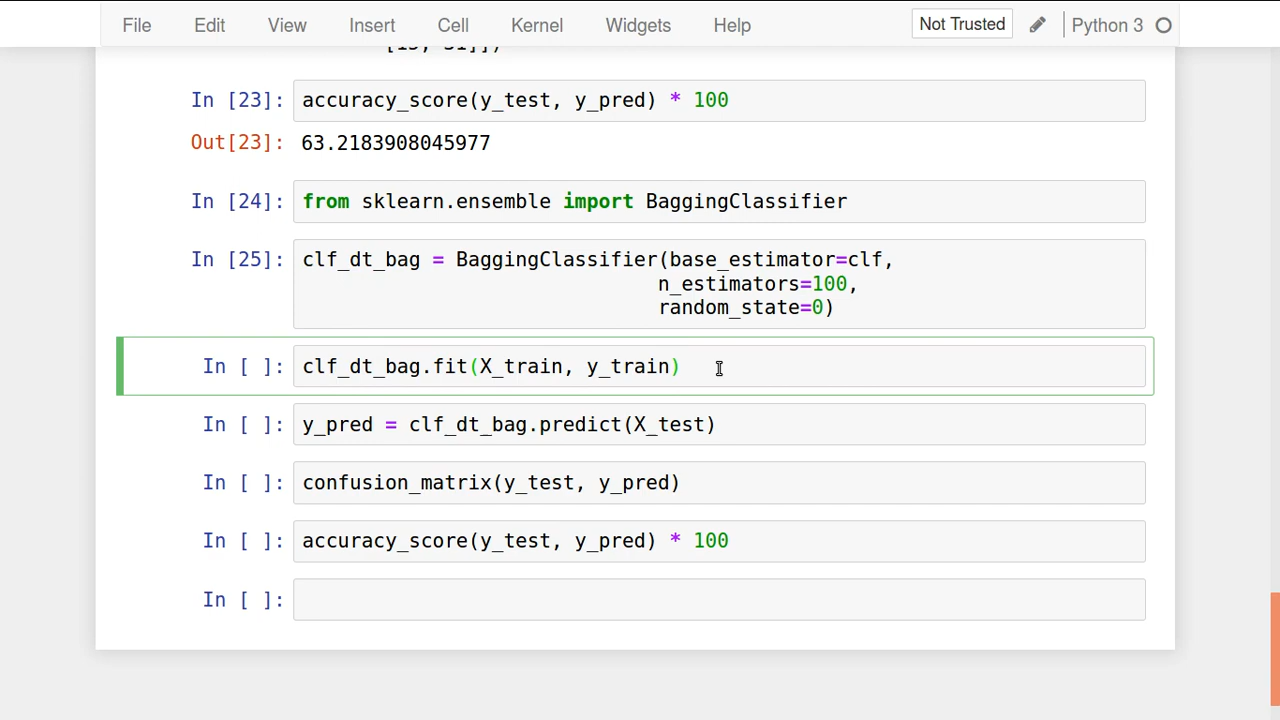 File Edit View Insert Cell Kernel Widgets Help Not Trusted Python 3
In [23]: accuracy_score(y_test, y_pred) * 100
Out[23]: 63.2183908045977
In [24]: from sklearn.ensemble import BaggingClassifier
In [25]: clf_dt_bag = BaggingClassifier(base_estimator=clf,
n_estimators=100,
random_state=0)
In [ ]: clf_dt_bag.fit(X_train, y_train)
In [ ]: y_pred = clf_dt_bag.predict(X_test)
In [ ]: confusion_matrix(y_test, y_pred)
In [ ]: accuracy_score(y_test, y_pred) * 100
In [ ]: